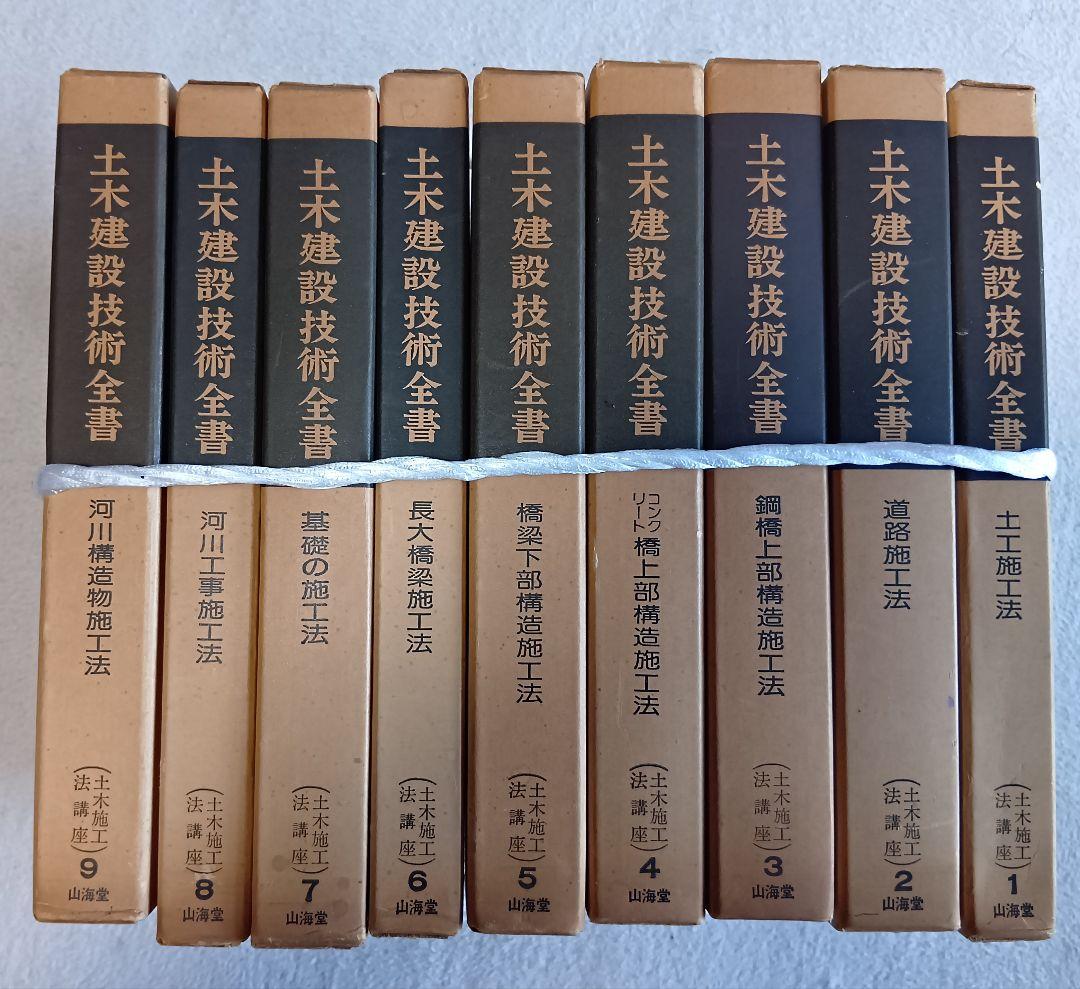 土木建設技術全書
土工施工法
(土木施工
法講座)
1
山海堂
土木建設技術全書
道路施工法
(土木施工
法講座)
2
山海堂
土木建設技術全書
鋼橋上部構造施工法
(土木施工
法講座)
3
山海堂
土木建設技術全書
コンク
リート
橋上部構造施工法
(土木施工
法講座)
4
山海堂
土木建設技術全書
橋梁下部構造施工法
(土木施工
法講座)
5
山海堂
土木建設技術全書
長大橋梁施工法
(土木施工
法講座)
6
山海堂
土木建設技術全書
基礎の施工法
(土木施工
法講座)
7
山海堂
土木建設技術全書
河川工事施工法
(土木施工
法講座)
8
山海堂
土木建設技術全書
河川構造物施工法
(土木施工
法講座)
9
山海堂